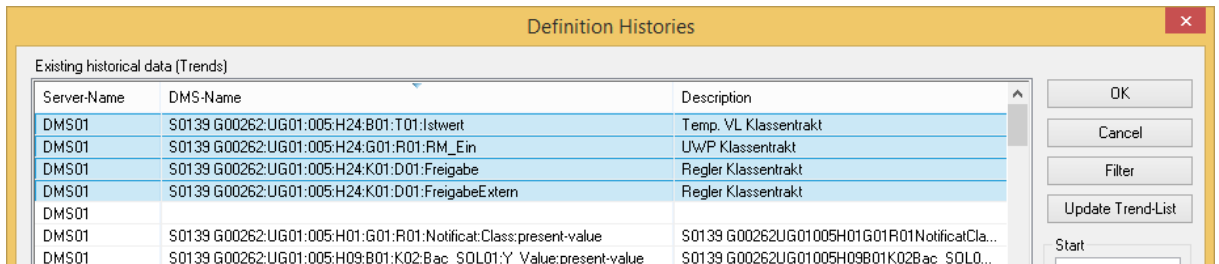 Definition Histories
Existing historical data (Trends)
Server-Name DMS-Name Description OK
DMS01 S0139 G00262:UG01:005:H24:B01:T01:Istwert Temp. VL Klassentrakt Cancel
DMS01 S0139 G00262:UG01:005:H24:G01:R01:RM_Ein UWP Klassentrakt
DMS01 S0139 G00262:UG01:005:H24:K01:D01:Freigabe Regler Klassentrakt Filter
DMS01 S0139 G00262:UG01:005:H24:K01:D01:FreigabeExtern Regler Klassentrakt
DMS01 Update Trend-List
DMS01 S0139 G00262:UG01:005:H01:G01:R01:Notificat:Class:present-value S0139 G00262UG01005H01G01R01NotificatCla... Start
DMS01 S0139 G00262:UG01:005:H09:B01:K02:Bac_SOL01:Y_Value:present-value S0139 G00262UG01005H09B01K02Bac_SOL0...